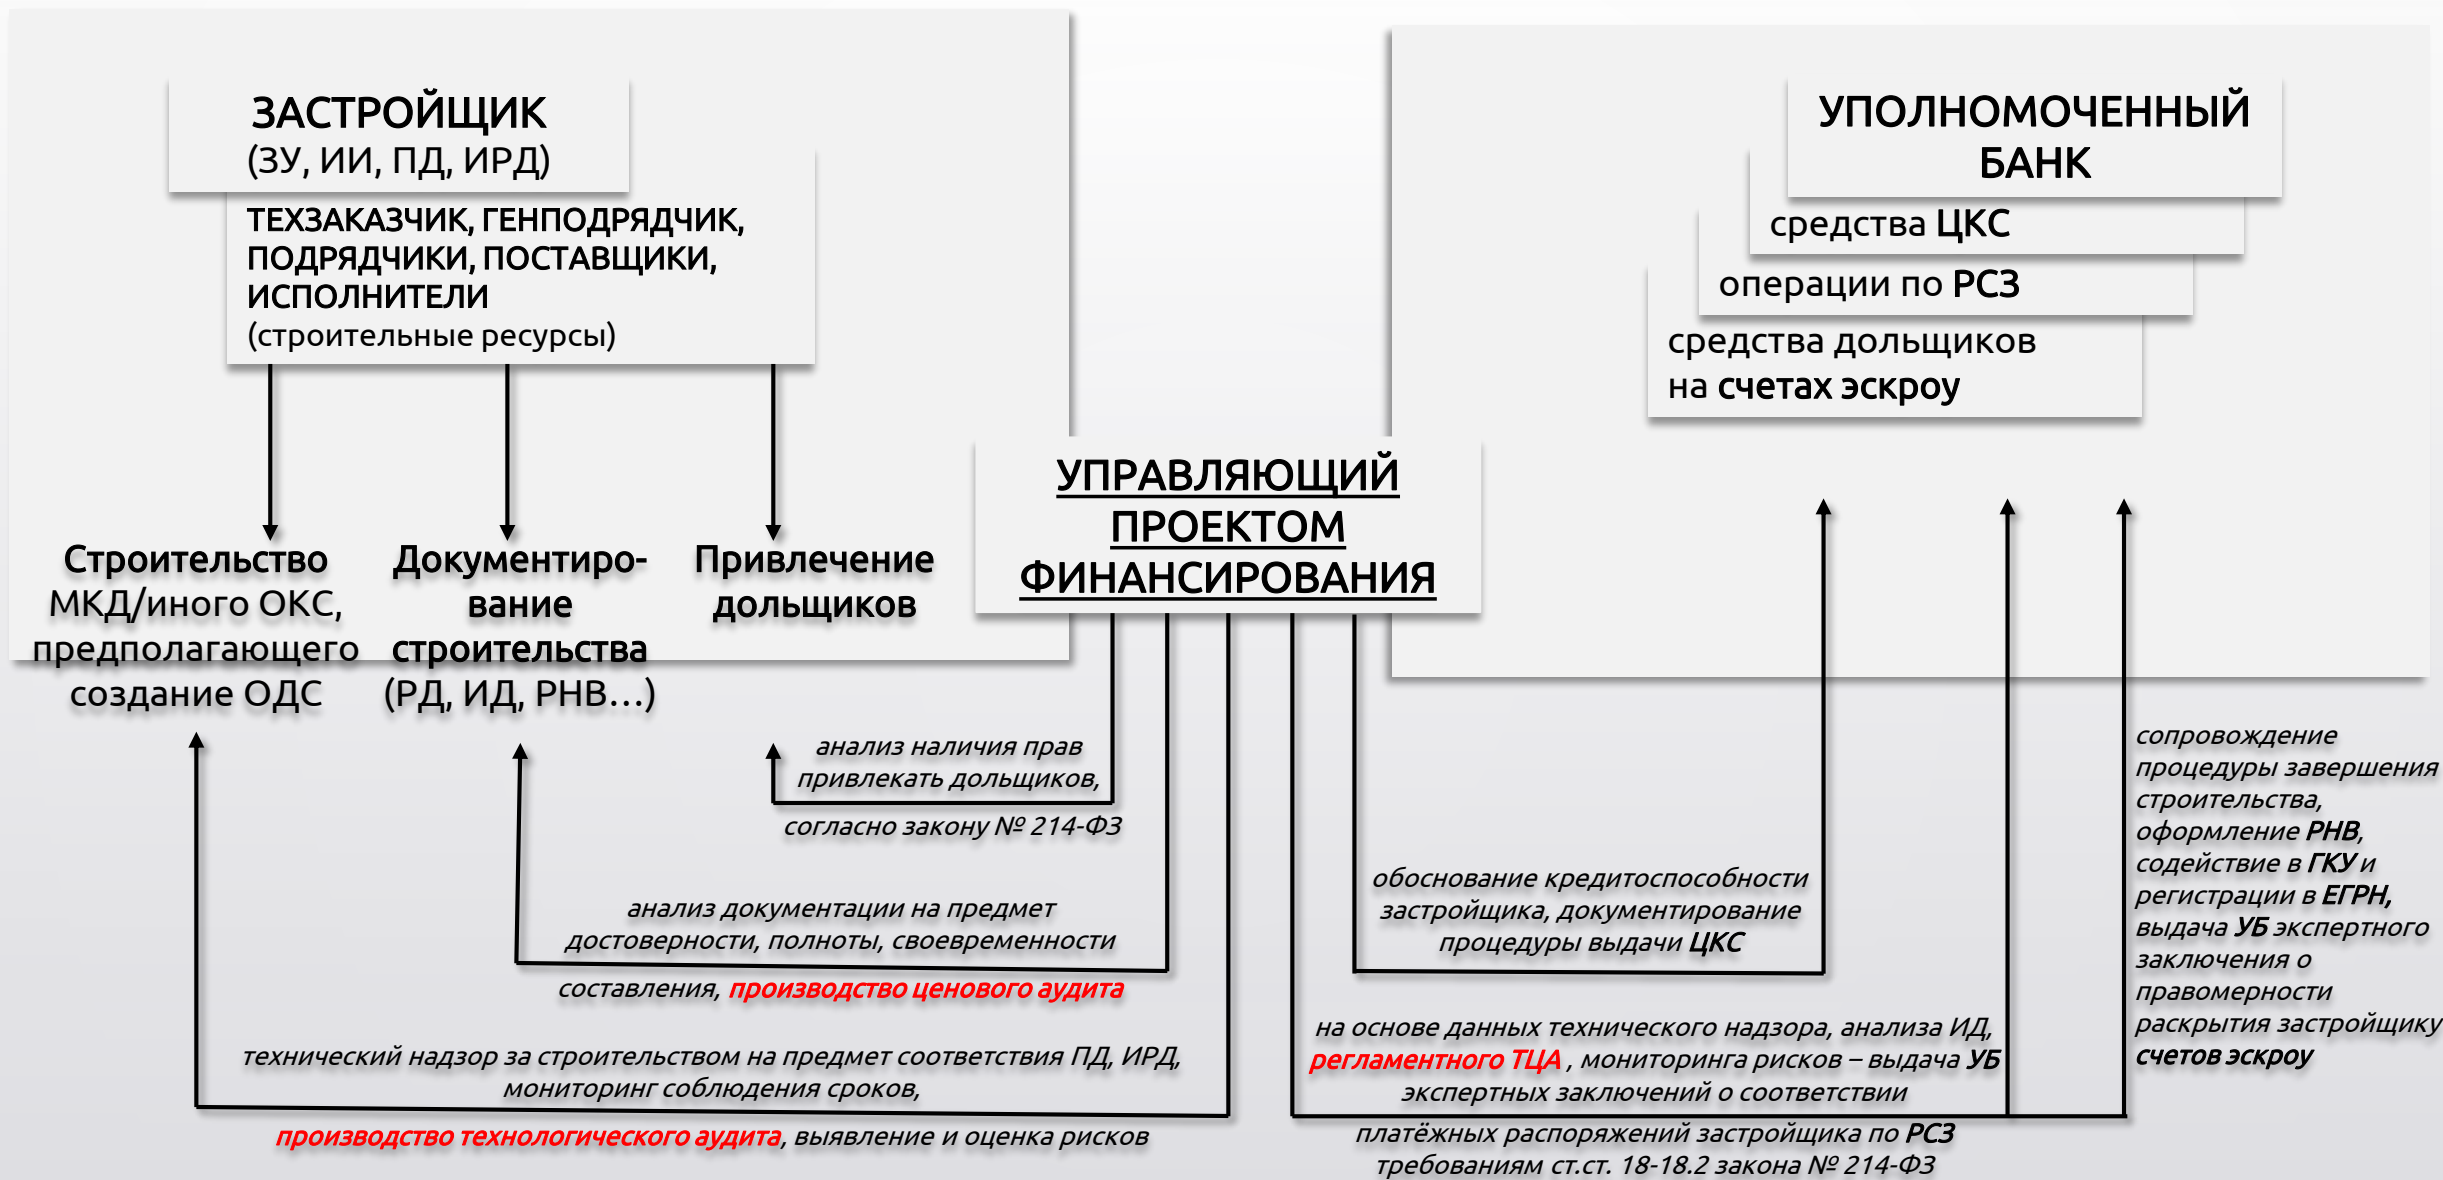 ЗАСТРОЙЩИК
(ЗУ, ИИ, ПД, ИРД)
ТЕХЗАКАЗЧИК, ГЕНПОДРЯДЧИК,
ПОДРЯДЧИКИ, ПОСТАВЩИКИ,
ИСПОЛНИТЕЛИ
(строительные ресурсы)
УПОЛНОМОЧЕННЫЙ
БАНК
средства ЦКС
операции по РСЗ
средства дольщиков
на счетах эскроу
УПРАВЛЯЮЩИЙ
ПРОЕКТОМ
ФИНАНСИРОВАНИЯ
Строительство
МКД/иного ОКС,
предполагающего
создание ОДС
Документиро-
вание
строительства
(РД, ИД, РНВ...)
Привлечение
дольщиков
анализ наличия прав
привлекать дольщиков,
согласно закону № 214-ФЗ
анализ документации на предмет
достоверности, полноты, своевременности
составления, производство ценового аудита
технический надзор за строительством на предмет соответствия ПД, ИРД,
мониторинг соблюдения сроков,
производство технологического аудита, выявление и оценка рисков
обоснование кредитоспособности
застройщика, документирование
процедуры выдачи ЦКС
на основе данных технического надзора, анализа ИД,
регламентного ТЦА , мониторинга рисков – выдача УБ
экспертных заключений о соответствии
платёжных распоряжений застройщика по РСЗ
требованиям ст.ст. 18-18.2 закона № 214-ФЗ
сопровождение
процедуры завершения
строительства,
оформление РНВ,
содействие в ГКУ и
регистрации в ЕГРН,
выдача УБ экспертного
заключения о
правомерности
раскрытия застройщику
счетов эскроу